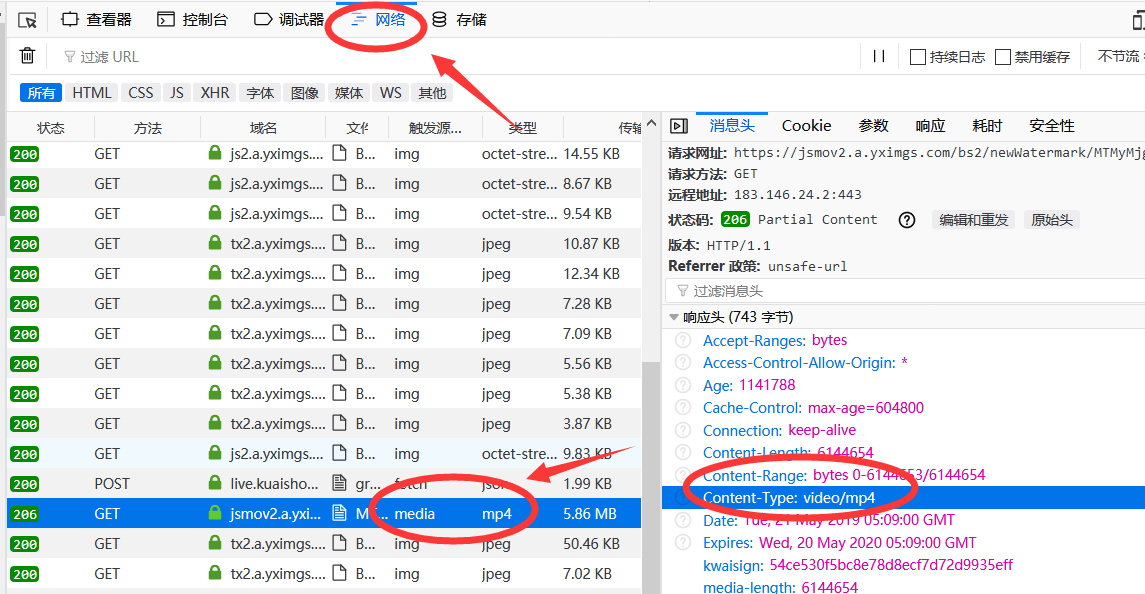 查看器 控制台 调试器 网络 存储
过滤 URL 持续日志 禁用缓存 不节流
所有 HTML CSS JS XHR 字体 图像 媒体 WS 其他
状态 方法 域名 触发源... 类型
200 GET js2.a.yximgs.... B... img octet-stre... 14.55 KB
200 GET js2.a.yximgs.... B... img octet-stre... 8.67 KB
200 GET js2.a.yximgs.... B... img octet-stre... 9.54 KB
200 GET tx2.a.yximgs.... B... img jpeg 10.87 KB
200 GET tx2.a.yximgs.... B... img jpeg 12.34 KB
200 GET tx2.a.yximgs.... B... img jpeg 7.28 KB
200 GET tx2.a.yximgs.... B... img jpeg 7.09 KB
200 GET tx2.a.yximgs.... B... img jpeg 5.56 KB
200 GET tx2.a.yximgs.... B... img jpeg 5.38 KB
200 GET tx2.a.yximgs.... B... img jpeg 3.87 KB
200 GET js2.a.yximgs.... B... img octet-stre... 9.83 KB
200 POST live.kuaisho... gr... fetch json 1.99 KB
206 GET jsmov2.a.yxi... M... media mp4 5.86 MB
200 GET tx2.a.yximgs.... B... img jpeg 50.46 KB
200 GET tx2.a.yximgs.... B... img jpeg 7.02 KB
消息头 Cookie 参数 响应 耗时 安全性
请求网址: https://jsmov2.a.yximgs.com/bs2/newWatermark/MTMyMj
请求方法: GET
远程地址: 183.146.24.2:443
状态码: 206 Partial Content 编辑和重发 原始头
版本: HTTP/1.1
Referrer 政策: unsafe-url
过滤消息头
响应头 (743 字节)
Accept-Ranges: bytes
Access-Control-Allow-Origin: *
Age: 1141788
Cache-Control: max-age=604800
Connection: keep-alive
Content-Length: 6144654
Content-Range: bytes 0-6144653/6144654
Content-Type: video/mp4
Date: Tue, 21 May 2019 05:09:00 GMT
Expires: Wed, 20 May 2020 05:09:00 GMT
kwaisign: 54ce530f5bc8e78d8ecf7d72d9935eff
media-length: 6144654